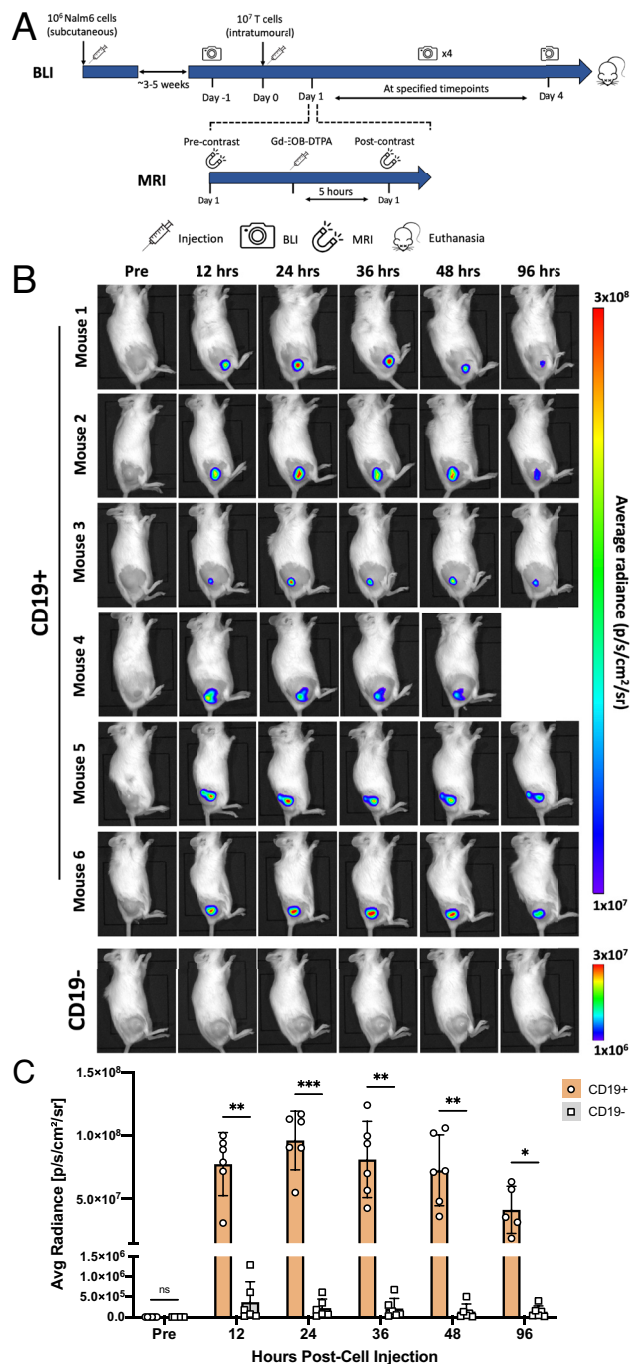 A
10⁶ Nalm6 cells
(subcutaneous)
10⁷ T cells
(intratumoural)
BLI
x4
~3-5 weeks
Day -1
Day 0
Day 1
At specified timepoints
Day 4
Pre-contrast
Gd-EOB-DTPA
Post-contrast
MRI
Day 1
5 hours
Day 1
Injection
BLI
MRI
Euthanasia
B
Pre 12 hrs 24 hrs 36 hrs 48 hrs 96 hrs
CD19+
Mouse 1
Mouse 2
Mouse 3
Mouse 4
Mouse 5
Mouse 6
CD19-
3x10⁸
Average radiance (p/s/cm²/sr)
1x10⁷
3x10⁷
1x10⁶
C
Avg Radiance [p/s/cm²/sr]
1.5×10⁸
1.0×10⁸
5.0×10⁷
1.5×10⁶
1.0×10⁶
5.0×10⁵
0.0
ns
**
***
**
**
*
CD19+
CD19-
Pre 12 24 36 48 96
Hours Post-Cell Injection